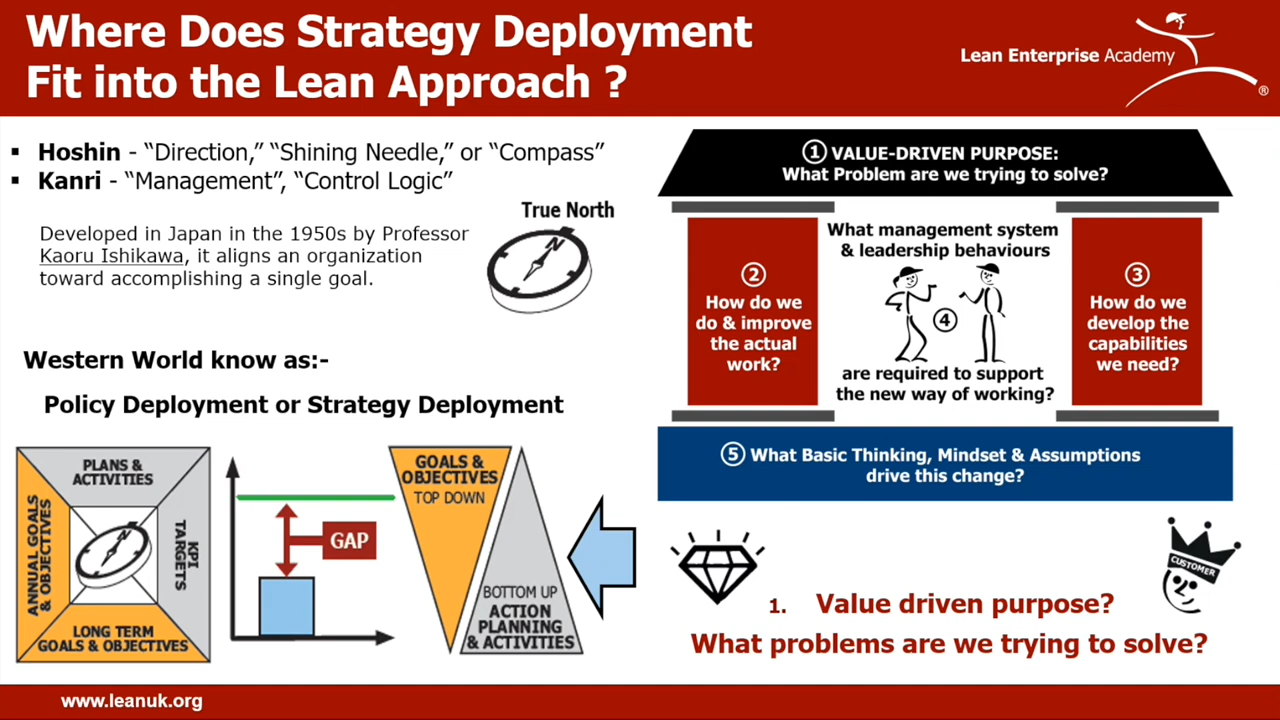 Where Does Strategy Deployment
Fit into the Lean Approach ?
Lean Enterprise Academy
®
▪ Hoshin - “Direction,” “Shining Needle,” or “Compass”
▪ Kanri - “Management”, “Control Logic”
Developed in Japan in the 1950s by Professor
Kaoru Ishikawa, it aligns an organization
toward accomplishing a single goal.
True North
N
Western World know as:-
Policy Deployment or Strategy Deployment
PLANS &
ACTIVITIES
ANNUAL GOALS
& OBJECTIVES
N
KPI
TARGETS
LONG TERM
GOALS & OBJECTIVES
GAP
GOALS &
OBJECTIVES
TOP DOWN
BOTTOM UP
ACTION
PLANNING
& ACTIVITIES
① VALUE-DRIVEN PURPOSE:
What Problem are we trying to solve?
②
How do we
do & improve
the actual
work?
What management system
& leadership behaviours
④
are required to support
the new way of working?
③
How do we
develop the
capabilities
we need?
⑤ What Basic Thinking, Mindset & Assumptions
drive this change?
CUSTOMER
1. Value driven purpose?
What problems are we trying to solve?
www.leanuk.org